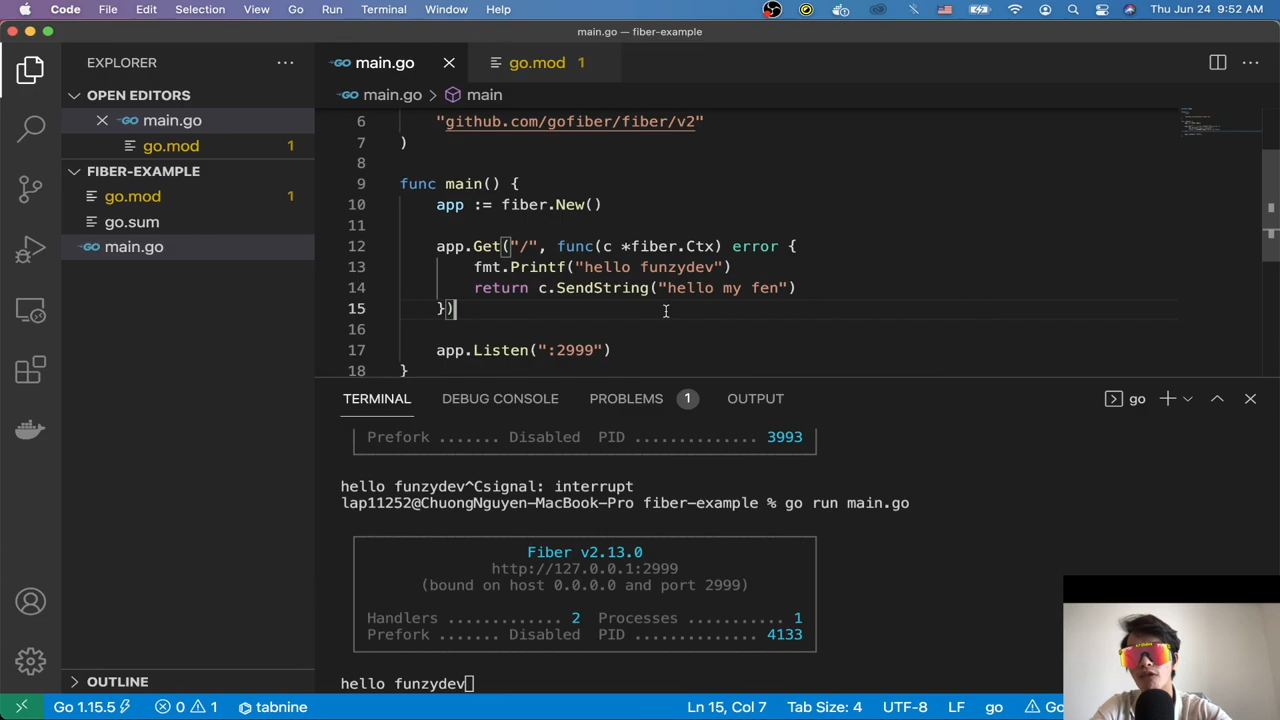 Code File Edit Selection View Go Run Terminal Window Help Thu Jun 24 9:52 AM
main.go — fiber-example
EXPLORER
main.go
go.mod 1
OPEN EDITORS
main.go > main
main.go
go.mod 1
FIBER-EXAMPLE
go.mod 1
go.sum
main.go
6 "github.com/gofiber/fiber/v2"
7 )
8
9 func main() {
10 app := fiber.New()
11
12 app.Get("/", func(c *fiber.Ctx) error {
13 fmt.Printf("hello funzydev")
14 return c.SendString("hello my fen")
15 })
16
17 app.Listen(":2999")
18 }
TERMINAL DEBUG CONSOLE PROBLEMS 1 OUTPUT go
Prefork ....... Disabled PID ............. 3993
hello funzydev^Csignal: interrupt
lap11252@ChuongNguyen-MacBook-Pro fiber-example % go run main.go
Fiber v2.13.0
http://127.0.0.1:2999
(bound on host 0.0.0.0 and port 2999)
Handlers ............. 2 Processes ........... 1
Prefork ....... Disabled PID ............. 4133
hello funzydev
OUTLINE
Go 1.15.5 0 1 tabnine Ln 15, Col 7 Tab Size: 4 UTF-8 LF go Go